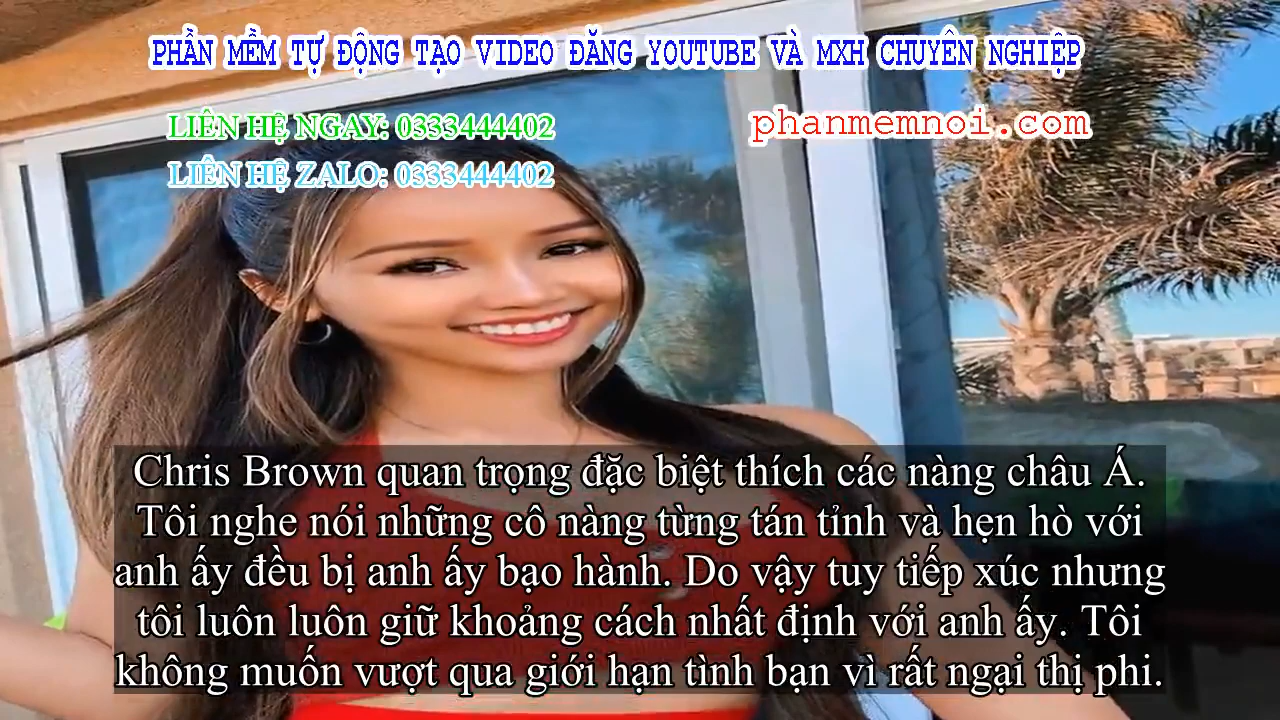 PHẦN MỀM TỰ ĐỘNG TẠO VIDEO ĐĂNG YOUTUBE VÀ MXH CHUYÊN NGHIỆP
LIÊN HỆ NGAY: 0333444402
phanmemnoi.com
LIÊN HỆ ZALO: 0333444402
Chris Brown quan trọng đặc biệt thích các nàng châu Á.
Tôi nghe nói những cô nàng từng tán tỉnh và hẹn hò với
anh ấy đều bị anh ấy bạo hành. Do vậy tuy tiếp xúc nhưng
tôi luôn luôn giữ khoảng cách nhất định với anh ấy. Tôi
không muốn vượt qua giới hạn tình bạn vì rất ngại thị phi.